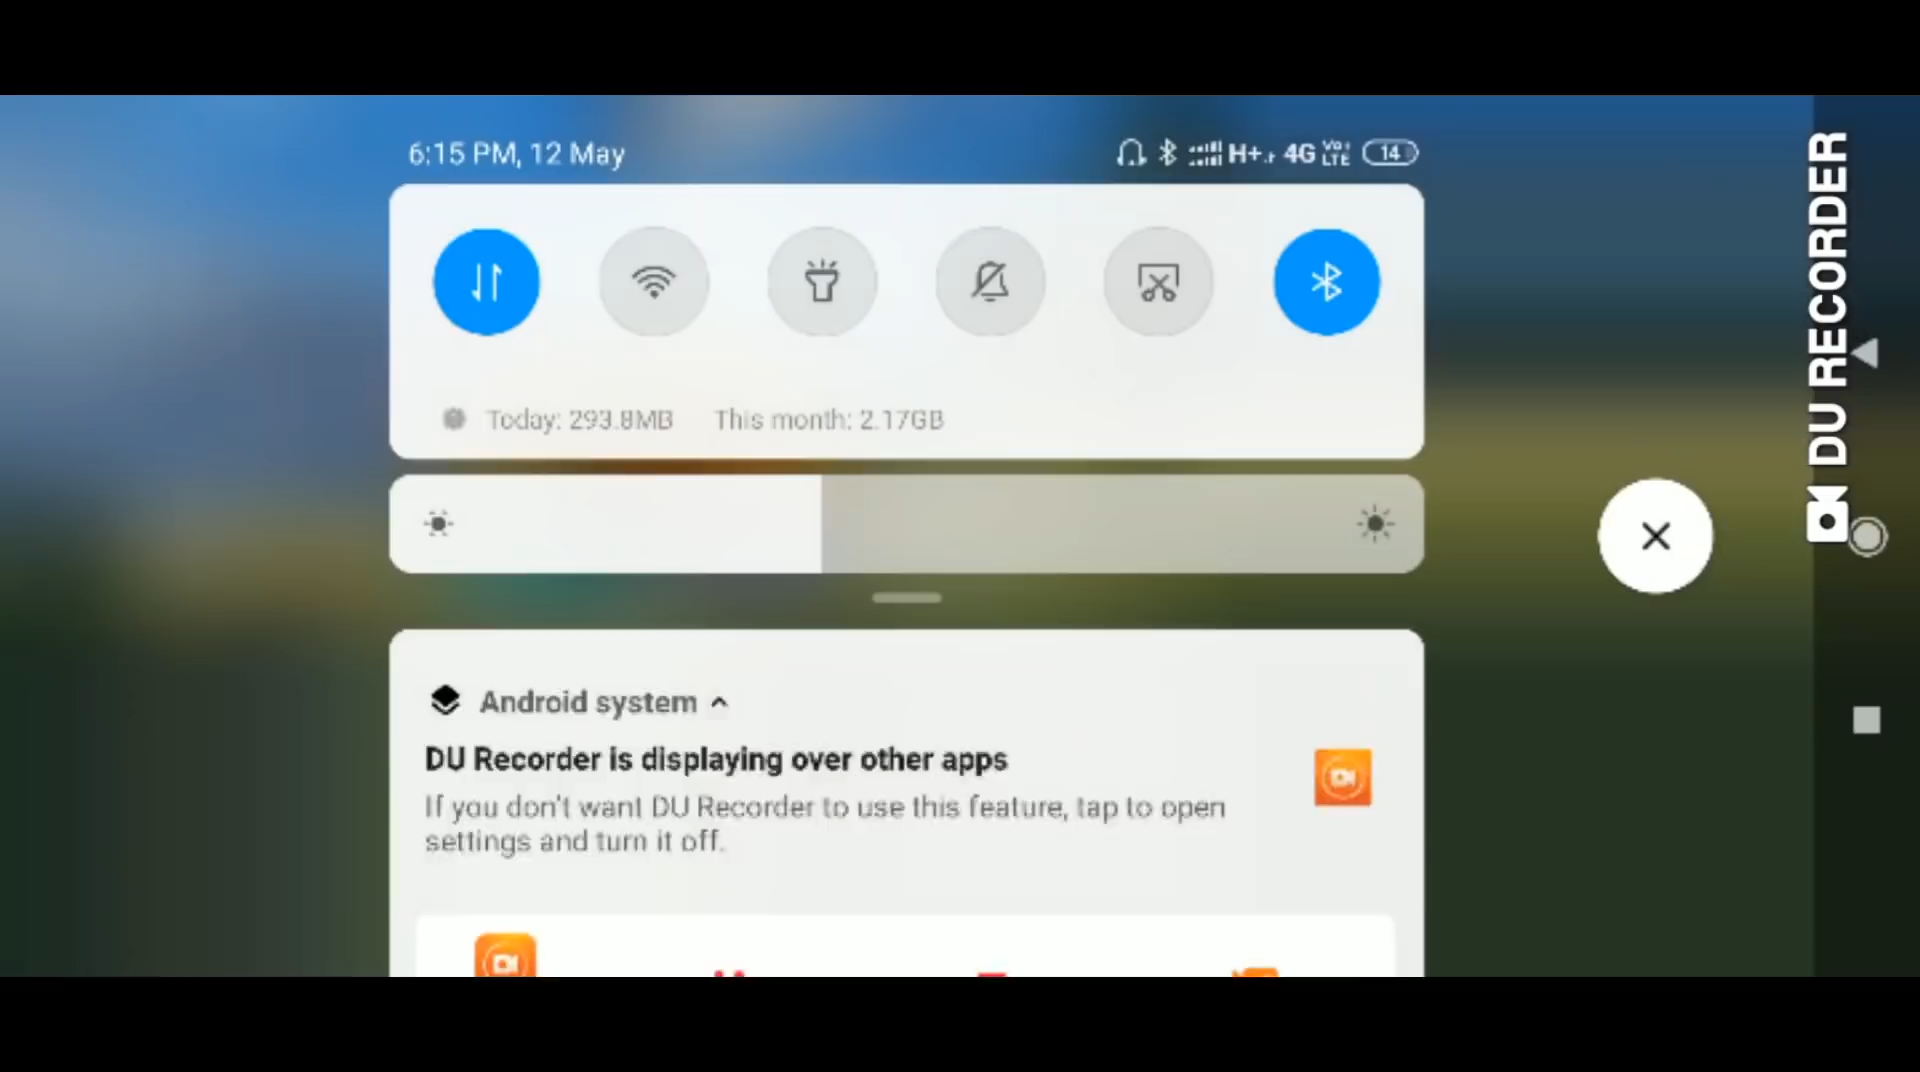 6:15 PM, 12 May
H+ 4G Vo LTE 14
Today: 293.8MB This month: 2.17GB
Android system
DU Recorder is displaying over other apps
If you don't want DU Recorder to use this feature, tap to open
settings and turn it off.
DU RECORDER